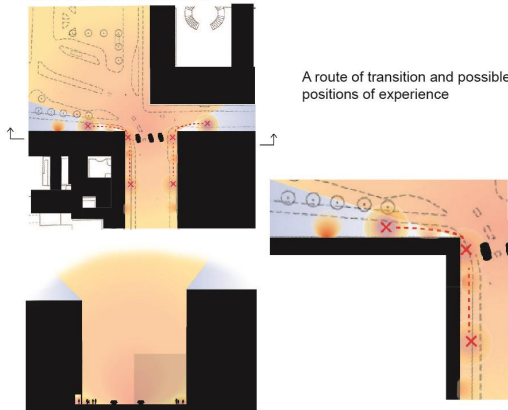 A route of transition and possible
positions of experience